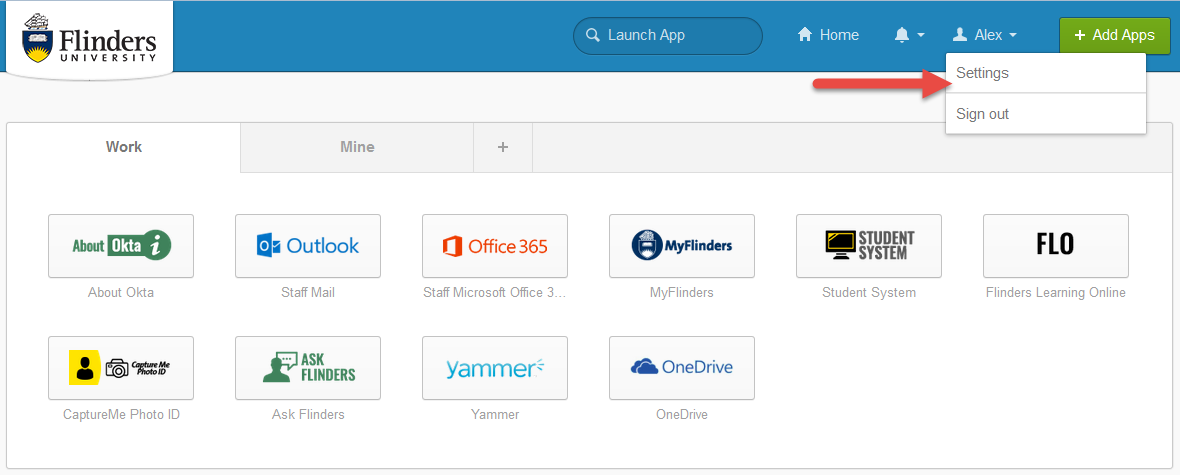 Flinders
UNIVERSITY
Launch App
Home
Alex
+ Add Apps
Settings
Sign out
Work
Mine
+
About Okta i
Outlook
Office 365
MyFlinders
STUDENT
SYSTEM
FLO
About Okta
Staff Mail
Staff Microsoft Office 3...
MyFlinders
Student System
Flinders Learning Online
Capture Me
Photo ID
ASK
FLINDERS
yammer
OneDrive
CaptureMe Photo ID
Ask Flinders
Yammer
OneDrive